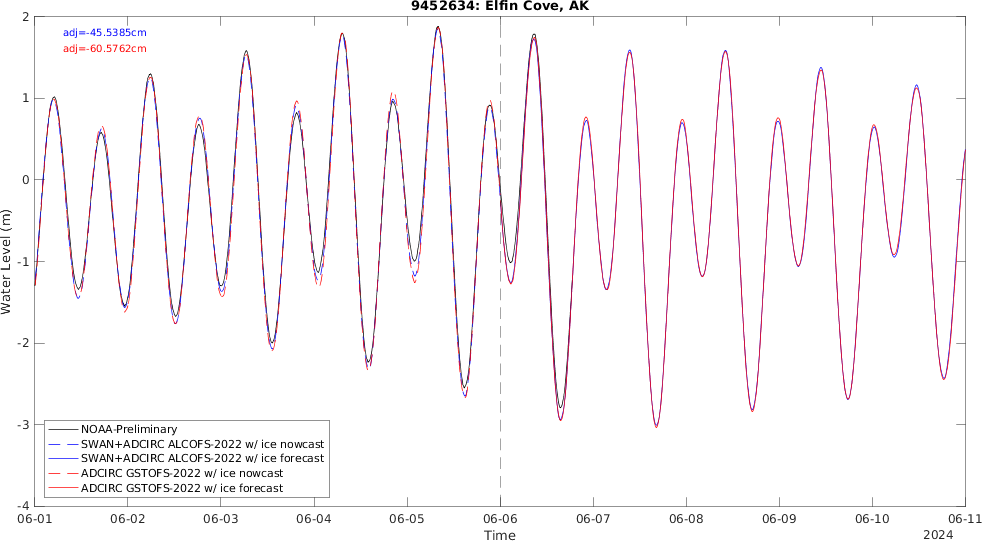 9452634: Elfin Cove, AK
adj=-45.5385cm
adj=-60.5762cm
2
1
0
-1
-2
-3
-4
Water Level (m)
NOAA-Preliminary
SWAN+ADCIRC ALCOFS-2022 w/ ice nowcast
SWAN+ADCIRC ALCOFS-2022 w/ ice forecast
ADCIRC GSTOFS-2022 w/ ice nowcast
ADCIRC GSTOFS-2022 w/ ice forecast
06-01 06-02 06-03 06-04 06-05 06-06 06-07 06-08 06-09 06-10 06-11
Time
2024